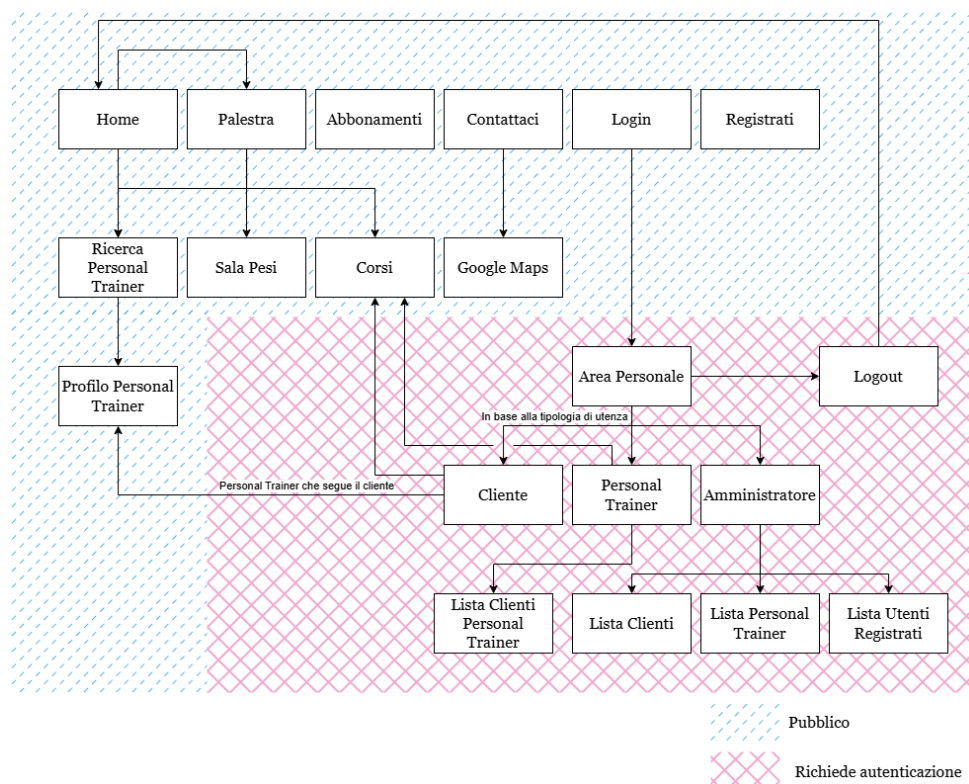 Home
Palestra
Abbonamenti
Contattaci
Login
Registrati
Ricerca
Personal
Trainer
Sala Pesi
Corsi
Google Maps
Profilo Personal
Trainer
Area Personale
Logout
In base alla tipologia di utenza
Personal Trainer che segue il cliente
Cliente
Personal
Trainer
Amministratore
Lista Clienti
Personal
Trainer
Lista Clienti
Lista Personal
Trainer
Lista Utenti
Registrati
Pubblico
Richiede autenticazione